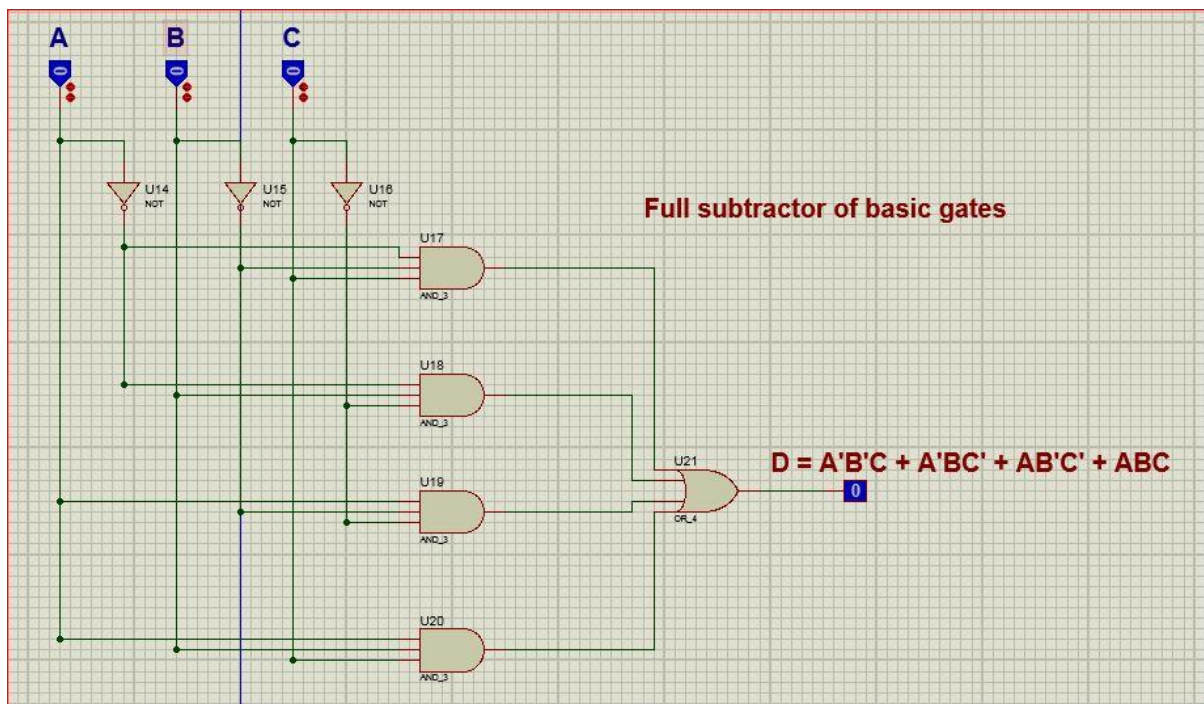 A B C
0 0 0
U14
NOT
U15
NOT
U16
NOT
Full subtractor of basic gates
U17
AND_3
U18
AND_3
U21
OR_4
D = A'B'C + A'BC' + AB'C' + ABC
0
U19
AND_3
U20
AND_3